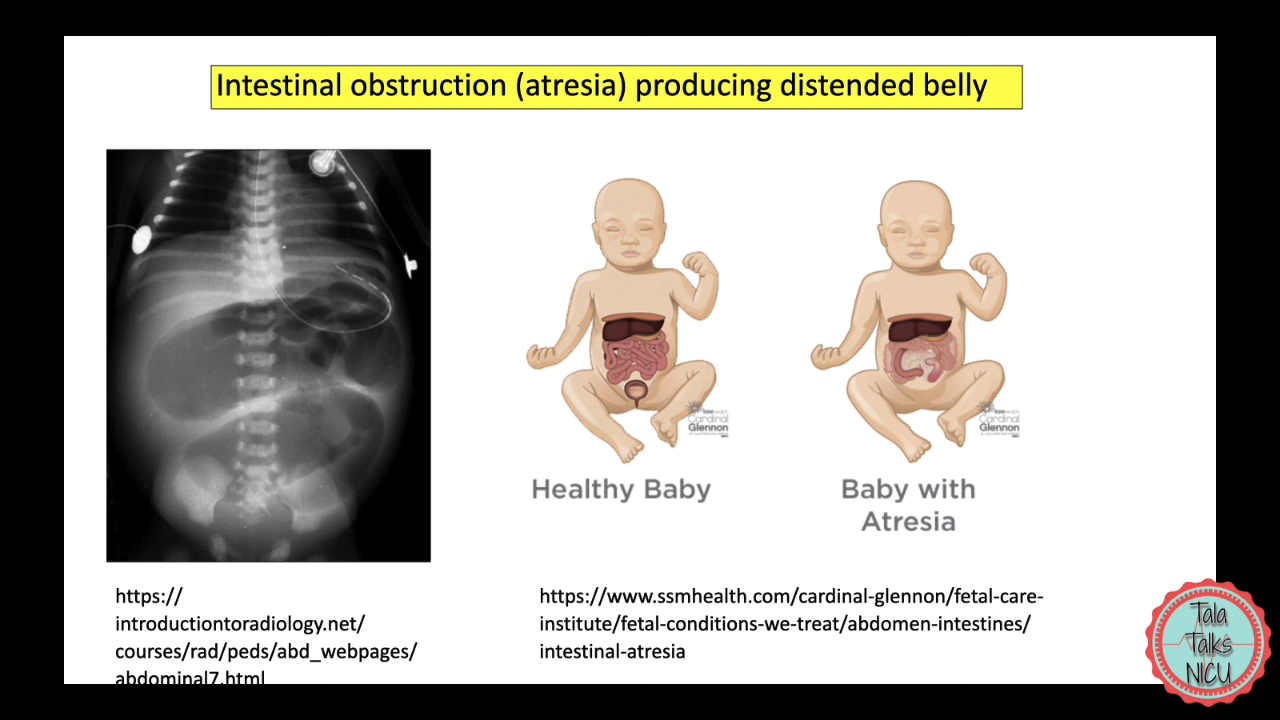 Intestinal obstruction (atresia) producing distended belly
Cardinal
Glennon
Cardinal
Glennon
Healthy Baby
Baby with
Atresia
https://
introductiontoradiology.net/
courses/rad/peds/abd_webpages/
abdominal7.html
https://www.ssmhealth.com/cardinal-glennon/fetal-care-
institute/fetal-conditions-we-treat/abdomen-intestines/
intestinal-atresia
Tala
Talks
NICU